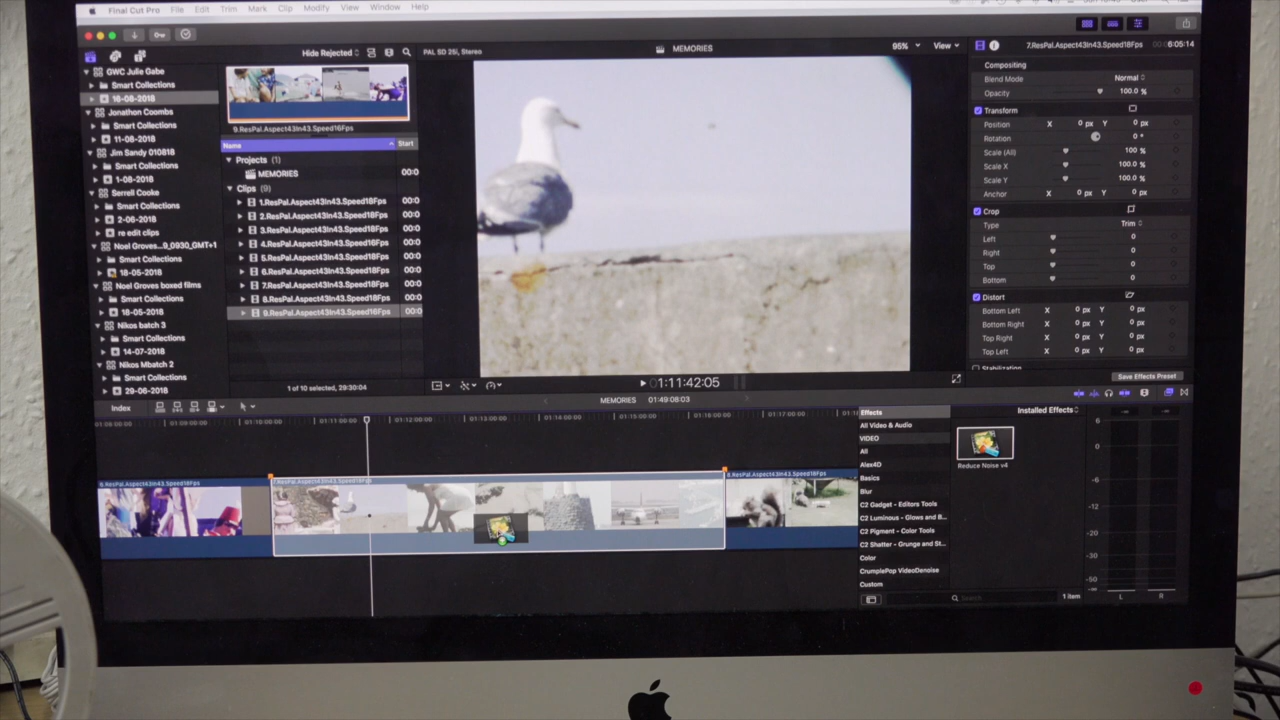 Final Cut Pro File Edit Trim Mark Clip Modify View Window Help
Hide Rejected
PAL SD 25i, Stereo
MEMORIES
95%
View
7.ResPal.Aspect43In43.Speed18Fps
6:05:14
GWC Julie Gabe
Smart Collections
16-08-2018
Jonathon Coombs
Smart Collections
11-08-2018
Jim Sandy 010818
Smart Collections
1-08-2018
Serrell Cooke
Smart Collections
2-06-2018
re edit clips
Noel Groves...9_0930_GMT+1
Smart Collections
18-05-2018
Noel Groves boxed films
Smart Collections
18-05-2018
Nikos batch 3
Smart Collections
14-07-2018
Nikos Mbatch 2
Smart Collections
29-06-2018
9.ResPal.Aspect43In43.Speed16Fps
Name Start
Projects (1)
MEMORIES 00:0
Clips (9)
1.ResPal.Aspect43In43.Speed18Fps 00:0
2.ResPal.Aspect43In43.Speed18Fps 00:0
3.ResPal.Aspect43In43.Speed18Fps 00:0
4.ResPal.Aspect43In43.Speed16Fps 00:0
5.ResPal.Aspect43In43.Speed18Fps 00:0
6.ResPal.Aspect43In43.Speed18Fps 00:0
7.ResPal.Aspect43In43.Speed18Fps 00:0
8.ResPal.Aspect43In43.Speed18Fps 00:0
9.ResPal.Aspect43In43.Speed16Fps 00:0
1 of 10 selected, 29:30:04
01:11:42:05
Compositing
Blend Mode Normal
Opacity 100.0 %
Transform
Position X 0 px Y 0 px
Rotation 0 °
Scale (All) 100 %
Scale X 100.0 %
Scale Y 100.0 %
Anchor X 0 px Y 0 px
Crop
Type Trim
Left 0
Right 0
Top 0
Bottom 0
Distort
Bottom Left X 0 px Y 0 px
Bottom Right X 0 px Y 0 px
Top Right X 0 px Y 0 px
Top Left X 0 px Y 0 px
Stabilization
Save Effects Preset
Index
MEMORIES 01:49:08:03
01:09:00:00 01:10:00:00 01:11:00:00 01:12:00:00 01:13:00:00 01:14:00:00 01:15:00:00 01:16:00:00 01:17:00:00
6.ResPal.Aspect43In43.Speed18Fps
7.ResPal.Aspect43In43.Speed18Fps
8.ResPal.Aspect43In43.Speed18Fps
Effects
Installed Effects
All Video & Audio
VIDEO
All
Alex4D
Basics
Blur
C2 Gadget - Editors Tools
C2 Luminous - Glows and B...
C2 Pigment - Color Tools
C2 Shatter - Grunge and St...
Color
CrumplePop VideoDenoise
Custom
Reduce Noise v4
Search
1 item
6
0
-6
-12
-20
-30
-50
-∞
L R